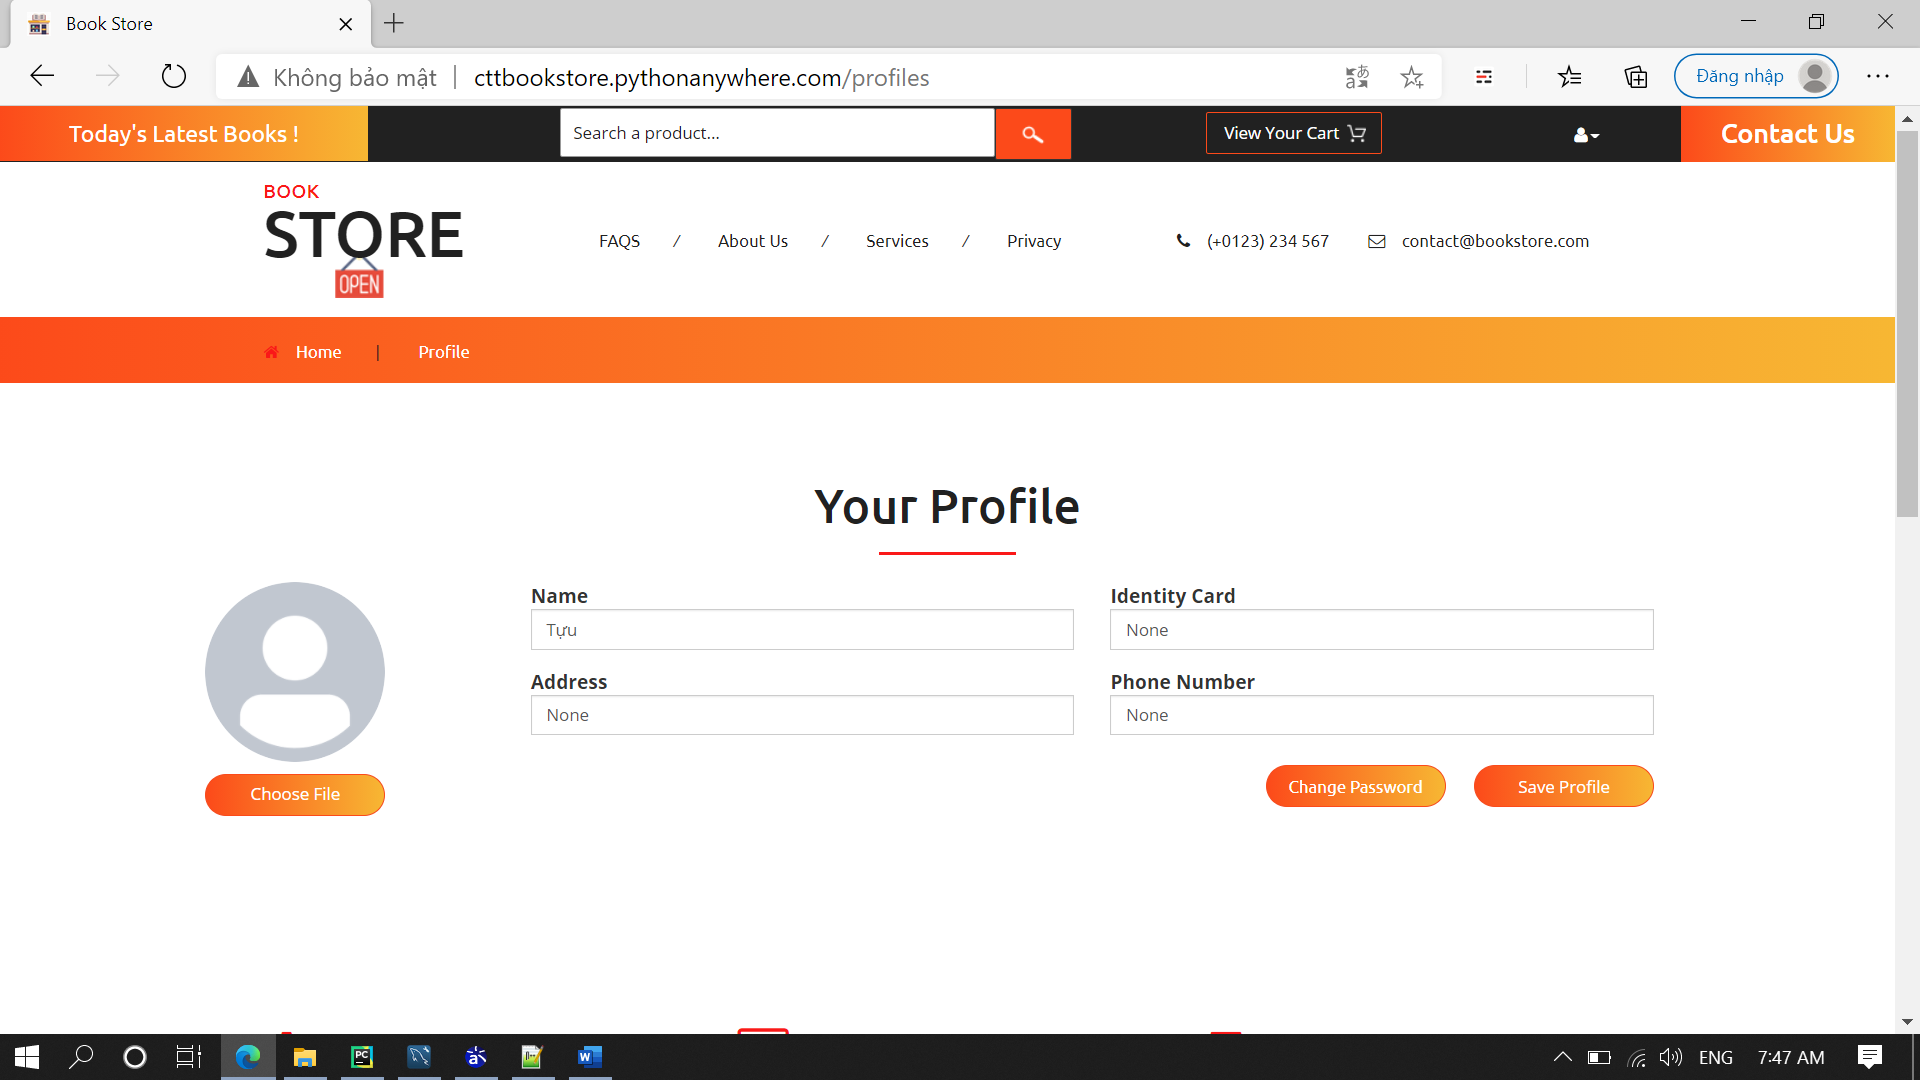 Book Store
Không bảo mật
cttbookstore.pythonanywhere.com/profiles
Đăng nhập
Today's Latest Books !
Search a product...
View Your Cart
Contact Us
BOOK
STORE
OPEN
FAQS / About Us / Services / Privacy
(+0123) 234 567
contact@bookstore.com
Home | Profile
Your Profile
Name
Identity Card
Tựu
None
Address
Phone Number
None
None
Choose File
Change Password
Save Profile
ENG
7:47 AM